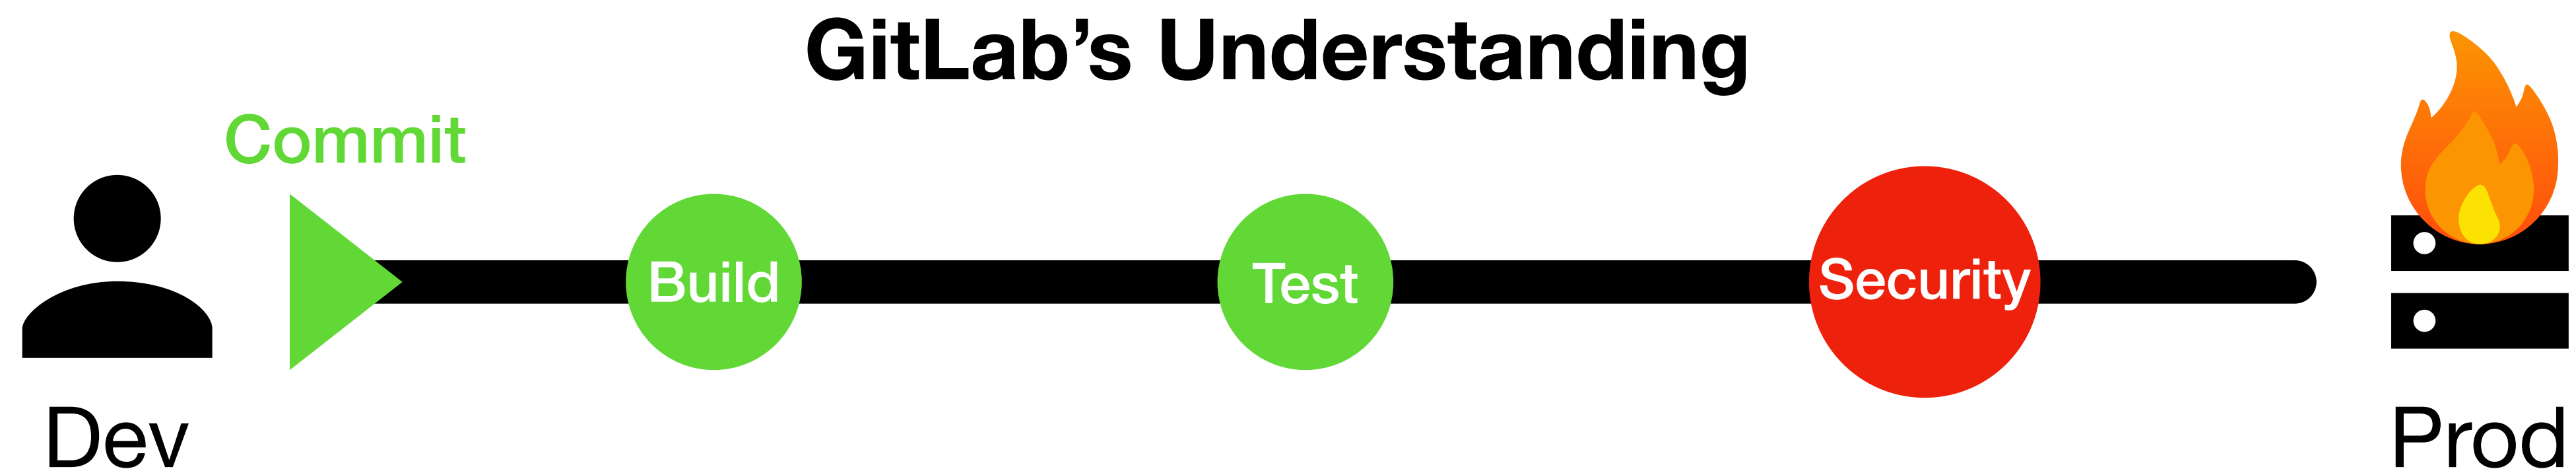 GitLab’s Understanding
Commit
Build
Test
Security
Dev
Prod